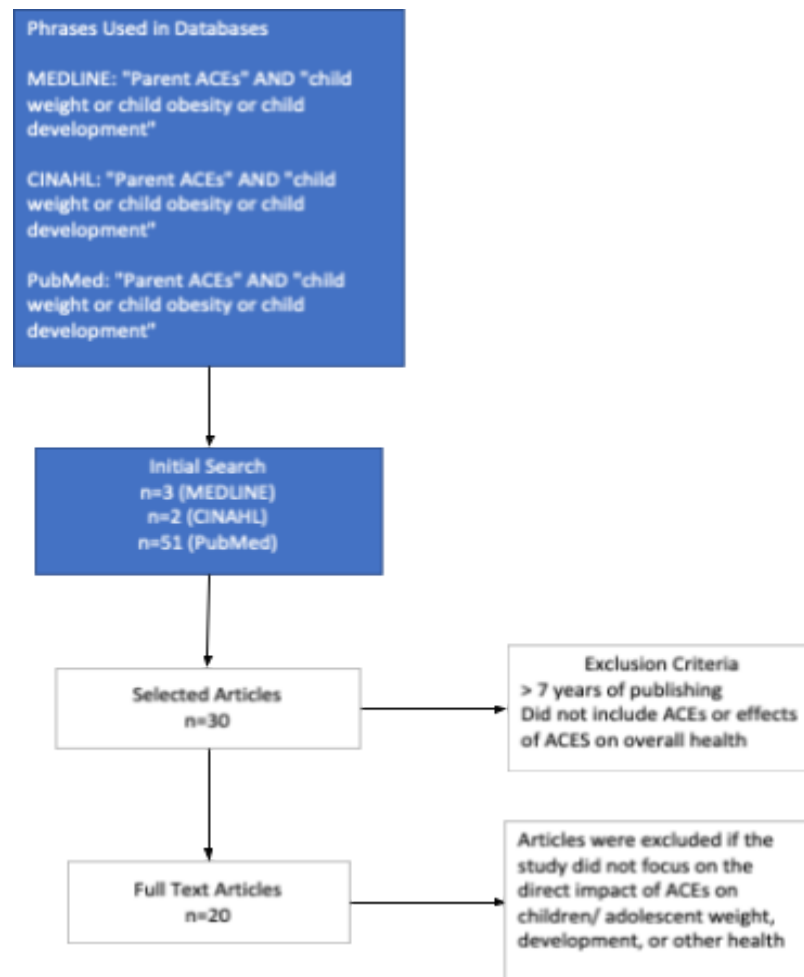 Phrases Used in Databases
MEDLINE: "Parent ACEs" AND "child
weight or child obesity or child
development"
CINAHL: "Parent ACEs" AND "child
weight or child obesity or child
development"
PubMed: "Parent ACEs" AND "child
weight or child obesity or child
development"
Initial Search
n=3 (MEDLINE)
n=2 (CINAHL)
n=51 (PubMed)
Selected Articles
n=30
Exclusion Criteria
> 7 years of publishing
Did not include ACEs or effects
of ACES on overall health
Full Text Articles
n=20
Articles were excluded if the
study did not focus on the
direct impact of ACEs on
children/ adolescent weight,
development, or other health